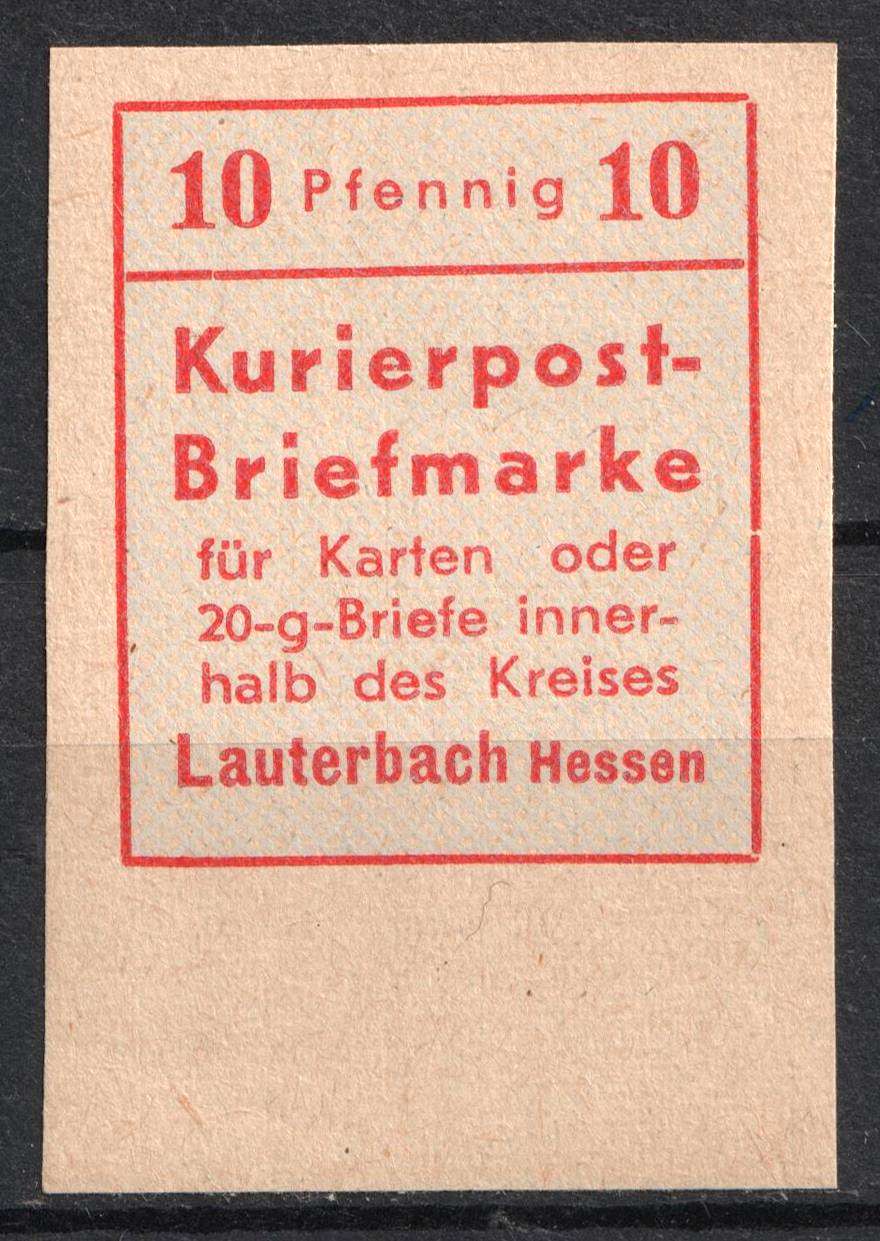 10 Pfennig 10
Kurierpost-
Briefmarke
für Karten oder
20-g-Briefe inner-
halb des Kreises
Lauterbach Hessen